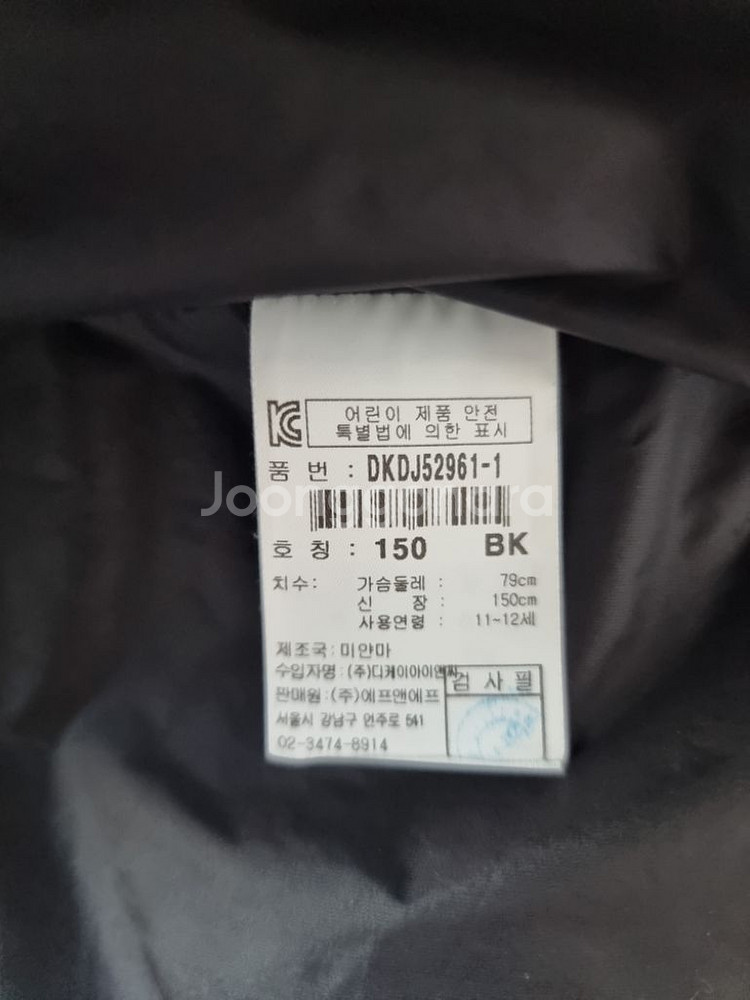 KC 어린이 제품 안전
특별법에 의한 표시
품 번 : DKDJ52961-1
Joonggonara
호 칭 : 150 BK
치수: 가슴둘레 : 79cm
신 장 : 150cm
사용연령 : 11~12세
제조국: 미얀마
수입자명 : (주)디케이아이앤씨
판매원 : (주)에프앤에프
검 사 필
서울시 강남구 언주로 541
02-3474-8914